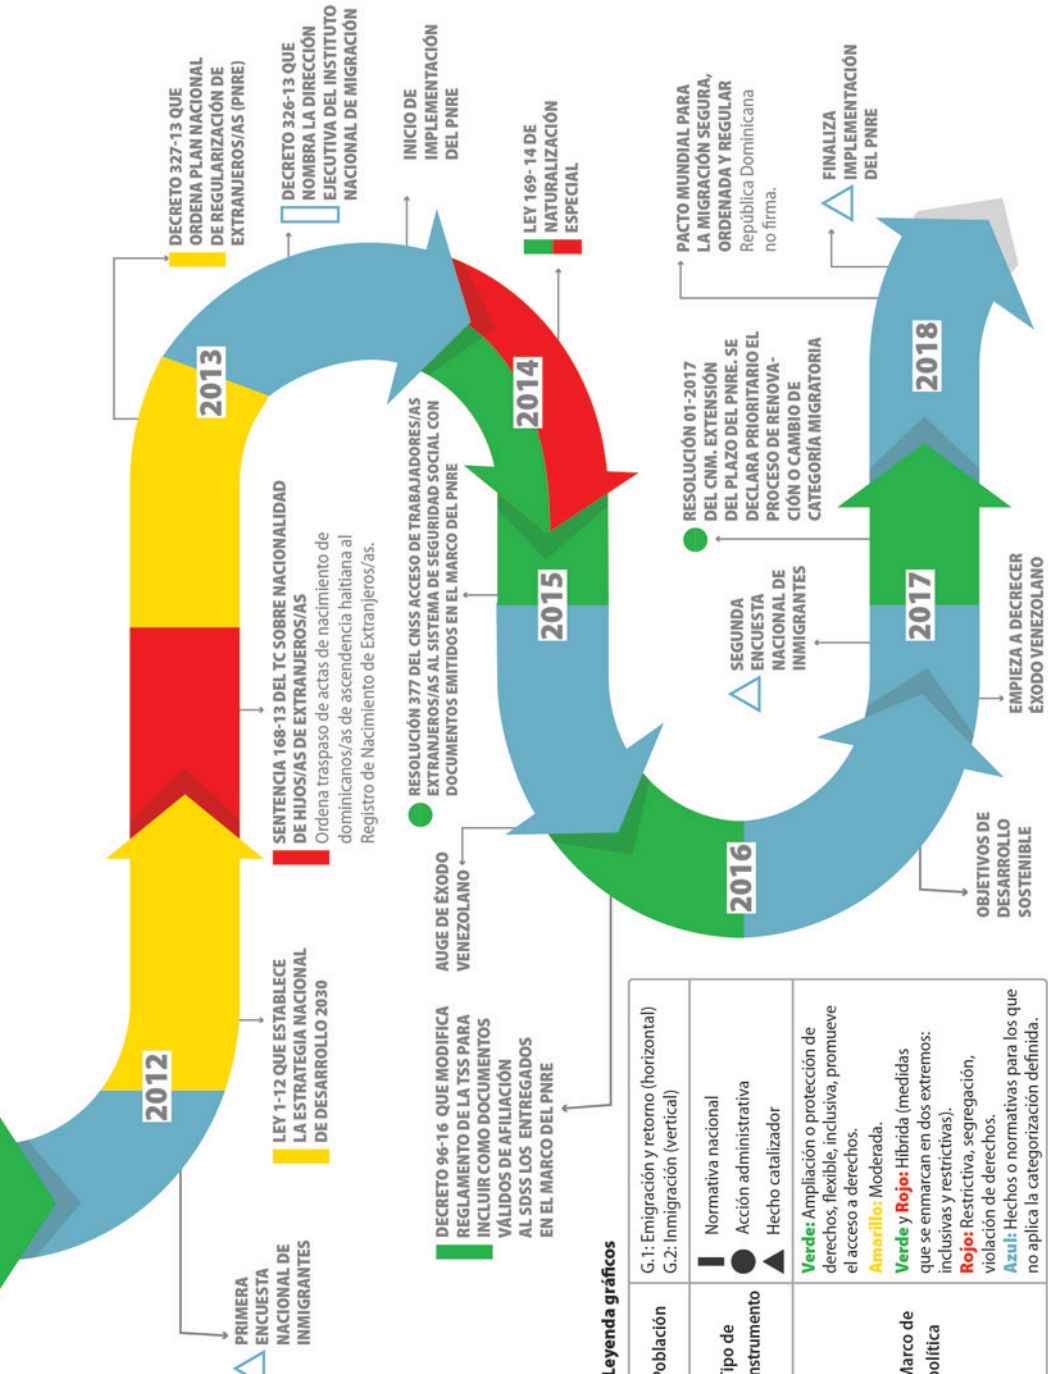 2012
PRIMERA
ENCUESTA
NACIONAL DE
INMIGRANTES
LEY 1-12 QUE ESTABLECE
LA ESTRATEGIA NACIONAL
DE DESARROLLO 2030
SENTENCIA 168-13 DEL TC SOBRE NACIONALIDAD
DE HIJOS/AS DE EXTRANJEROS/AS
Ordena traspaso de actas de nacimiento de
dominicanos/as de ascendencia haitiana al
Registro de Nacimiento de Extranjeros/as.
2013
DECRETO 327-13 QUE
ORDENA PLAN NACIONAL
DE REGULARIZACIÓN DE
EXTRANJEROS/AS (PNRE)
DECRETO 326-13 QUE
NOMBRA LA DIRECCIÓN
EJECUTIVA DEL INSTITUTO
NACIONAL DE MIGRACIÓN
INICIO DE
IMPLEMENTACIÓN
DEL PNRE
2014
LEY 169- 14 DE
NATURALIZACIÓN
ESPECIAL
RESOLUCIÓN 377 DEL CNSS ACCESO DE TRABAJADORES/AS
EXTRANJEROS/AS AL SISTEMA DE SEGURIDAD SOCIAL CON
DOCUMENTOS EMITIDOS EN EL MARCO DEL PNRE
2015
AUGE DE ÉXODO
VENEZOLANO
DECRETO 96-16 QUE MODIFICA
REGLAMENTO DE LA TSS PARA
INCLUIR COMO DOCUMENTOS
VÁLIDOS DE AFILIACIÓN
AL SDSS LOS ENTREGADOS
EN EL MARCO DEL PNRE
2016
OBJETIVOS DE
DESARROLLO
SOSTENIBLE
EMPIEZA A DECRECER
ÉXODO VENEZOLANO
2017
SEGUNDA
ENCUESTA
NACIONAL DE
INMIGRANTES
RESOLUCIÓN 01-2017
DEL CNM. EXTENSIÓN
DEL PLAZO DEL PNRE. SE
DECLARA PRIORITARIO EL
PROCESO DE RENOVA-
CIÓN O CAMBIO DE
CATEGORÍA MIGRATORIA
2018
PACTO MUNDIAL PARA
LA MIGRACIÓN SEGURA,
ORDENADA Y REGULAR
República Dominicana
no firma.
FINALIZA
IMPLEMENTACIÓN
DEL PNRE
Leyenda gráficos
Población
G.1: Emigración y retorno (horizontal)
G.2: Inmigración (vertical)
Tipo de
instrumento
Normativa nacional
Acción administrativa
Hecho catalizador
Marco de
política
Verde: Ampliación o protección de
derechos, flexible, inclusiva, promueve
el acceso a derechos.
Amarillo: Moderada.
Verde y Rojo: Híbrida (medidas
que se enmarcan en dos extremos:
inclusivas y restrictivas).
Rojo: Restrictiva, segregación,
violación de derechos.
Azul: Hechos o normativas para los que
no aplica la categorización definida.